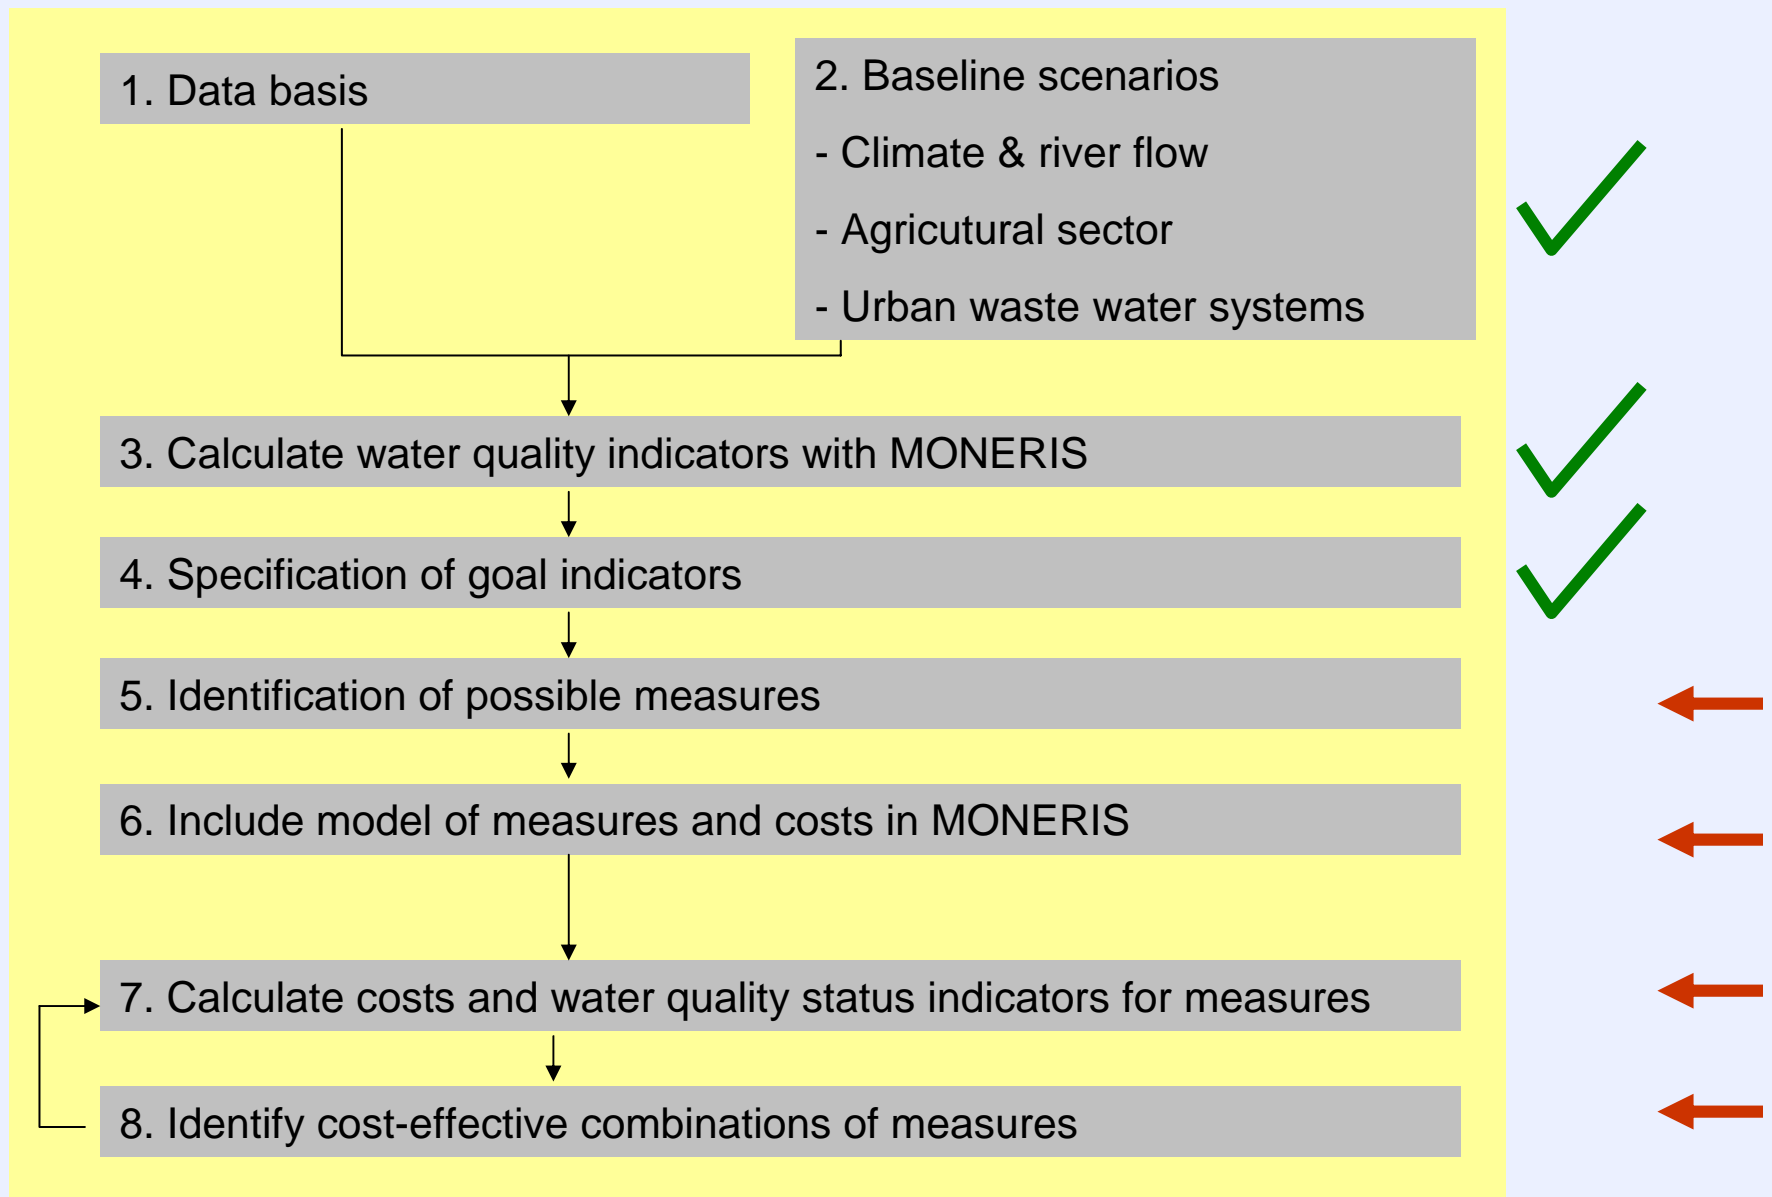 1. Data basis
2. Baseline scenarios
- Climate & river flow
- Agricutural sector
- Urban waste water systems
3. Calculate water quality indicators with MONERIS
4. Specification of goal indicators
5. Identification of possible measures
6. Include model of measures and costs in MONERIS
7. Calculate costs and water quality status indicators for measures
8. Identify cost-effective combinations of measures